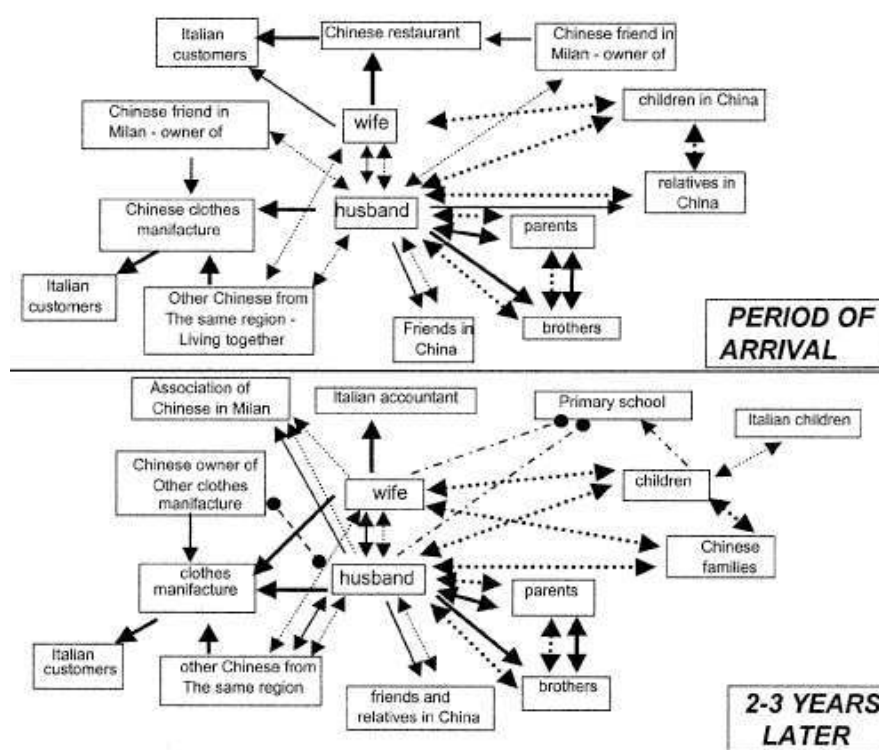 Italian
customers
Chinese restaurant
Chinese friend in
Milan - owner of
Chinese friend in
Milan - owner of
wife
children in China
Chinese clothes
manifacture
husband
relatives in
China
parents
Italian
customers
Other Chinese from
The same region -
Living together
Friends in
China
brothers
PERIOD OF
ARRIVAL
Association of
Chinese in Milan
Italian accountant
Primary school
Italian children
Chinese owner of
Other clothes
manifacture
wife
children
Chinese
families
clothes
manifacture
husband
parents
Italian
customers
other Chinese from
The same region
friends and
relatives in China
brothers
2-3 YEARS
LATER